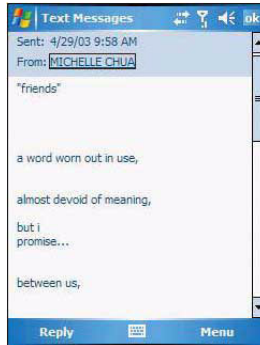 Text Messages ok
Sent: 4/29/03 9:58 AM
From: MICHELLE CHUA
"friends"
a word worn out in use,
almost devoid of meaning,
but i
promise...
between us,
Reply Menu